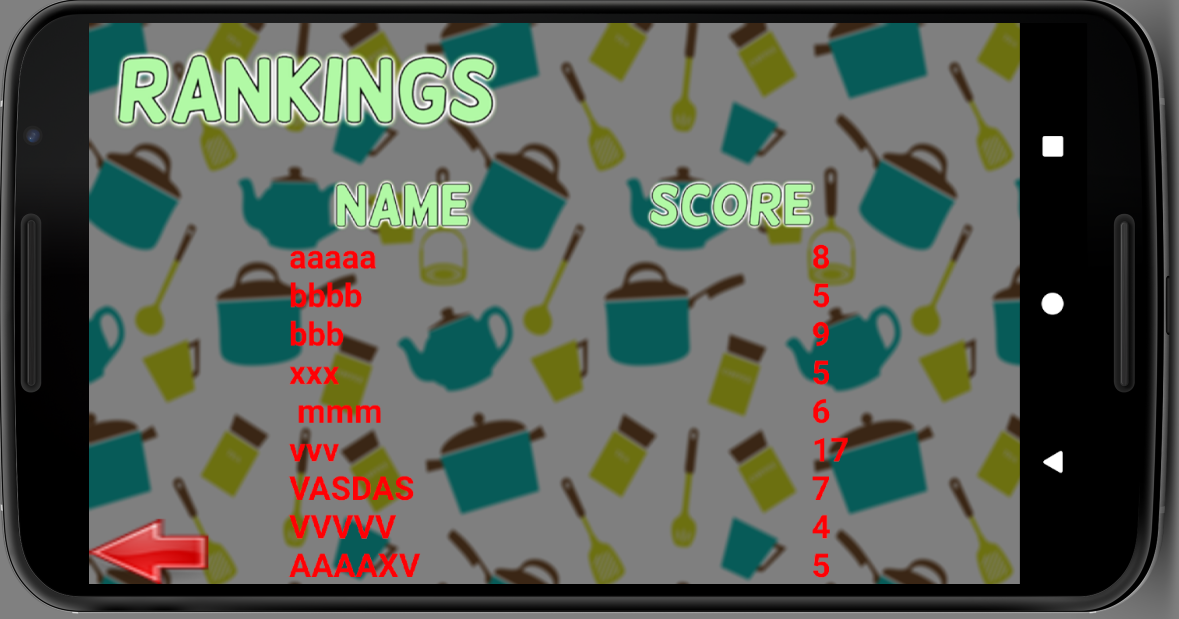 RANKINGS
NAME SCORE
aaaaa 8
bbbb 5
bbb 9
xxx 5
mmm 6
vvv 17
VASDAS 7
VVVVV 4
AAAAXV 5